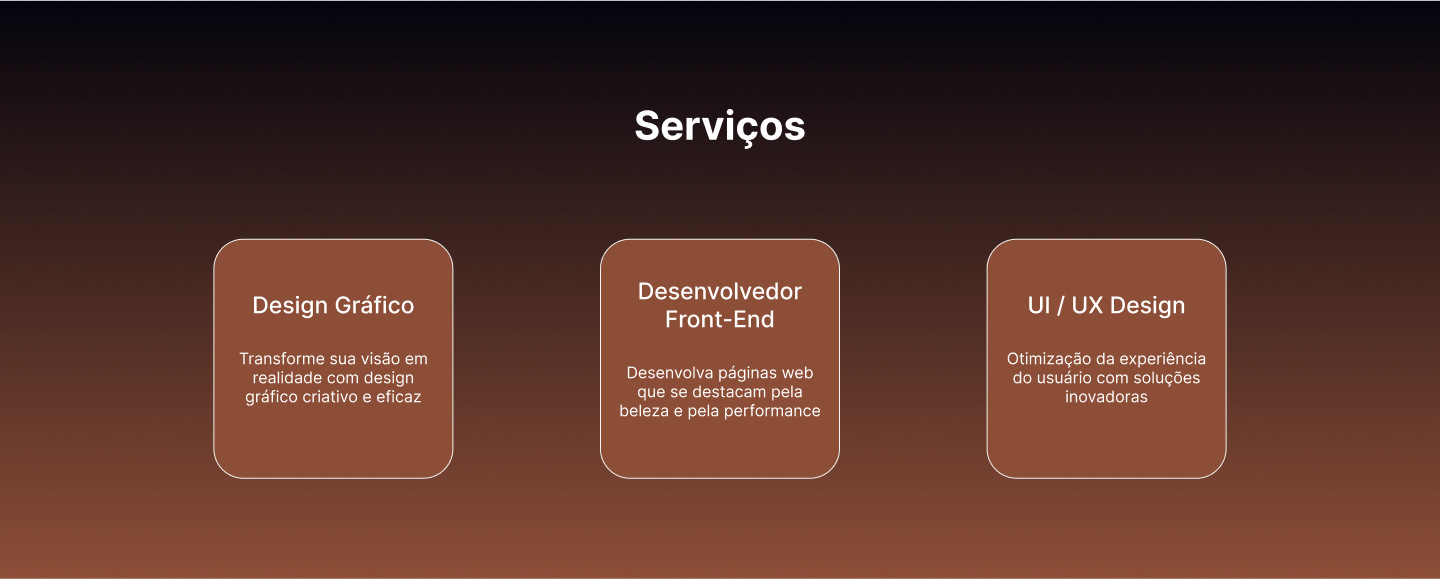 Serviços
Design Gráfico
Transforme sua visão em
realidade com design
gráfico criativo e eficaz
Desenvolvedor
Front-End
Desenvolva páginas web
que se destacam pela
beleza e pela performance
UI / UX Design
Otimização da experiência
do usuário com soluções
inovadoras